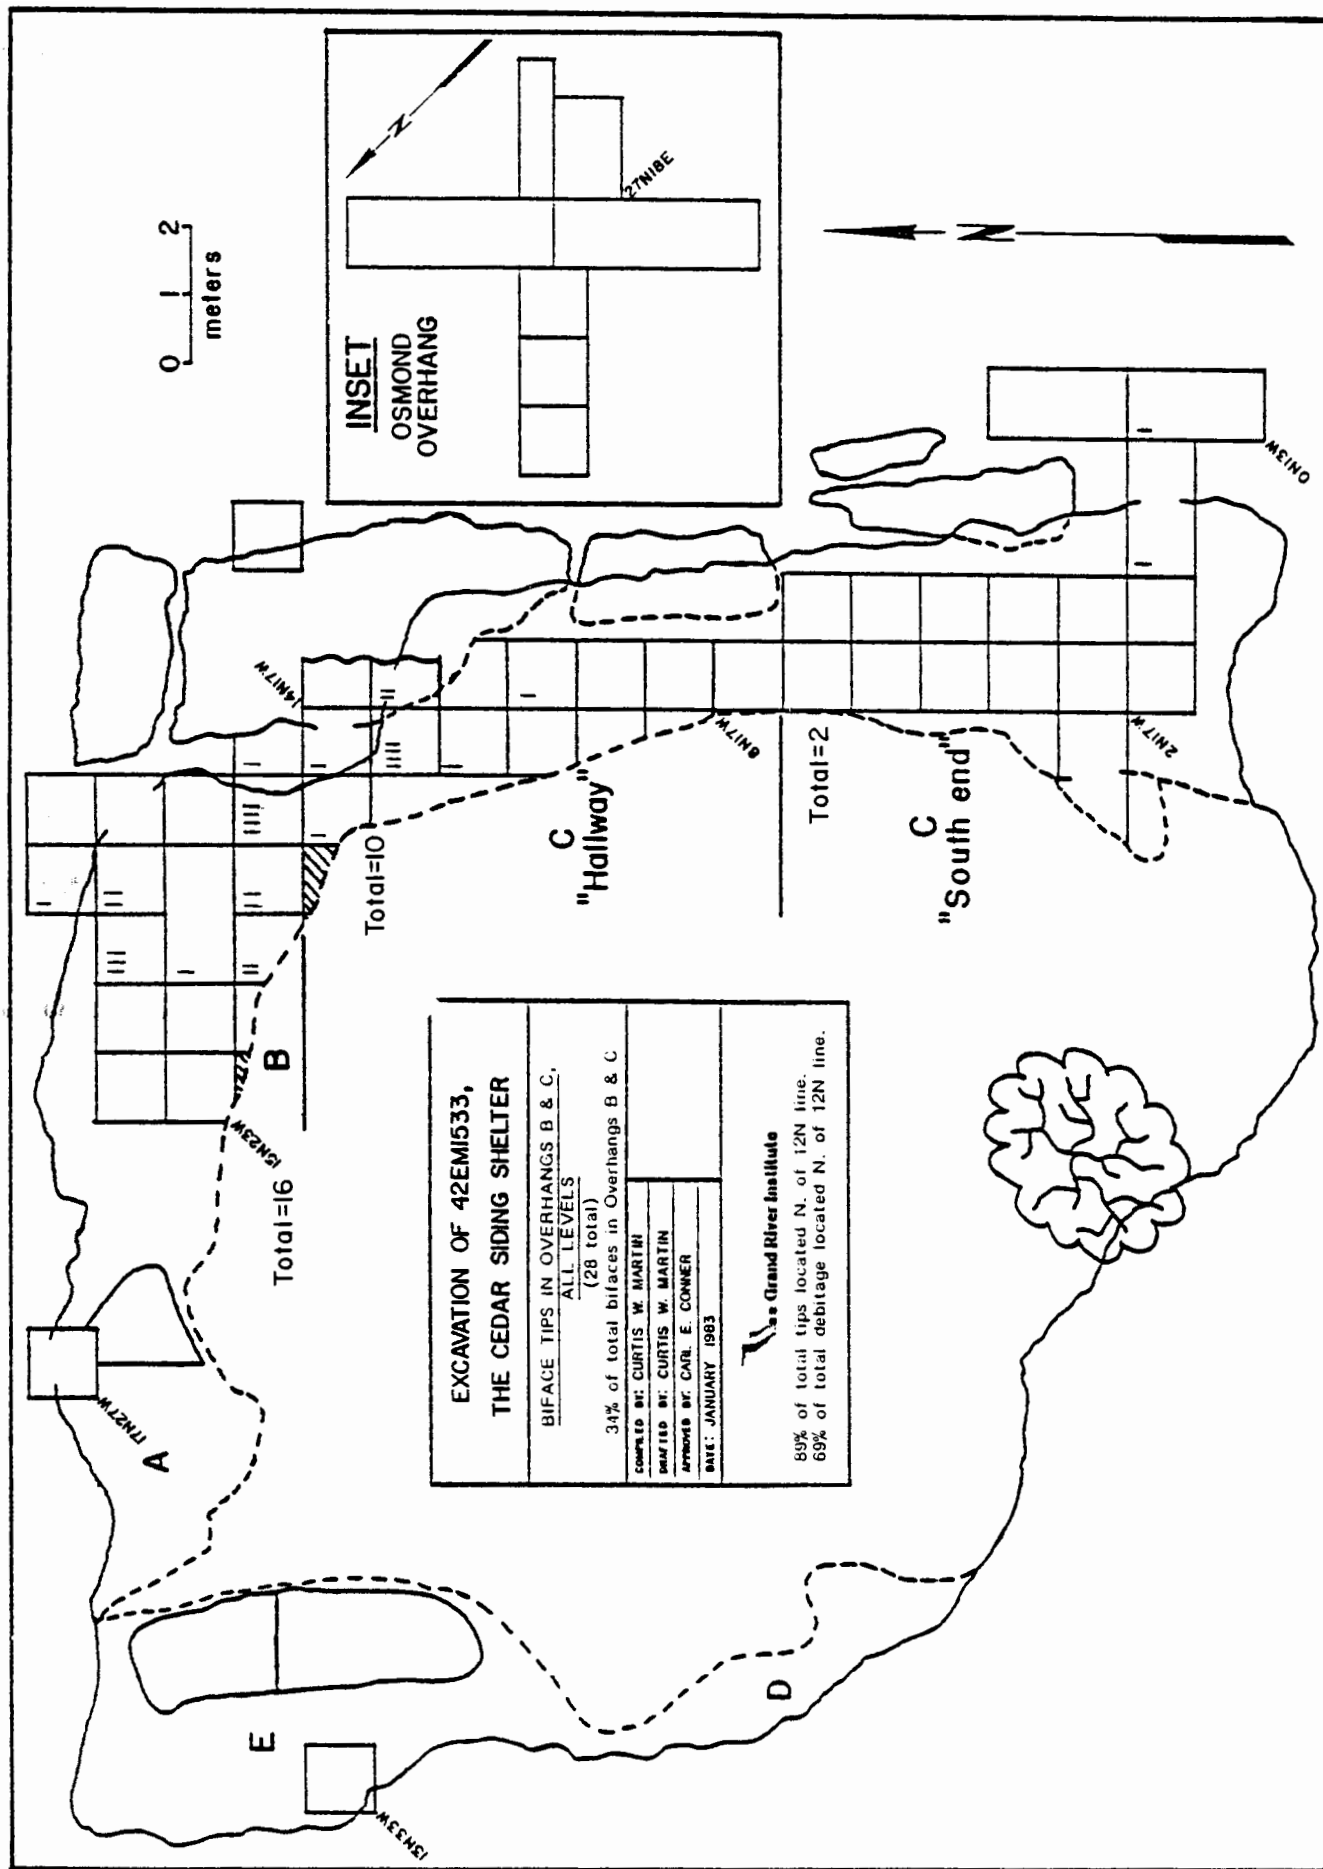 EXCAVATION OF 42EM1533,
THE CEDAR SIDING SHELTER
BIFACE TIPS IN OVERHANGS B & C,
ALL LEVELS
(28 total)
34% of total bifaces in Overhangs B & C
COMPILED BY: CURTIS W. MARTIN
DRAFTED BY: CURTIS W. MARTIN
APPROVED BY: CARL E. CONNER
DATE: JANUARY 1983
Grand River Institute
89% of total tips located N. of 12N line.
69% of total debitage located N. of 12N line.
INSET
OSMOND
OVERHANG
N
27N18E
0 1 2
meters
N
A
17N27W
B
15N23W
Total=16
14N17W
Total=10
C
"Hallway"
8N17W
Total=2
C
"South end"
2N17W
0N13W
D
E
13N33W